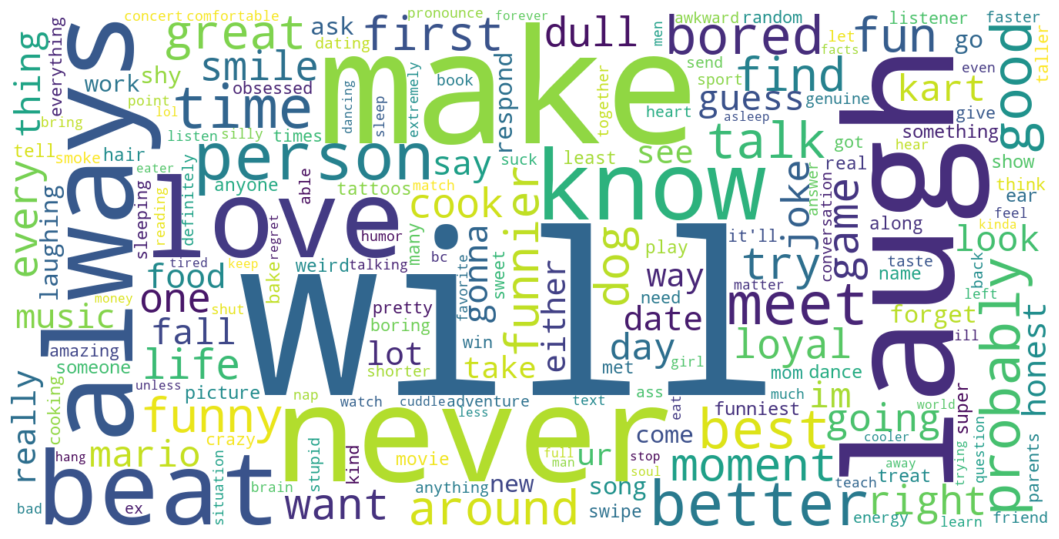 concert comfortable
great
ask
first
pronounce
forever
dull
men
awkward
random
bored
let
facts
fun
listener
go
faster
even
taller
good
thing
everything
work
shy
smile
dating
obsessed
time
make
book
dancing
sleep
extremely
respond
send
sport
together
heart
find
guess
asleep
genuine
kart
give
something
always
point
lol
bring
listen
silly
times
person
say
suck
least
see
talk
answer
got
hear
real
show
laugh
think
tell
smoke
hair
eater
anyone
able
tattoos
match
love
cook
funnier
know
joke
try
conversation
game
along
ear
feel
kinda
every
laughing
sleeping
reading
definitely
humor
regret
many
it'll
play
dog
way
matter
taste
name
back
look
food
tired
keep
weird
talking
bc
gonna
sweet
favorite
need
either
meet
left
forget
ill
probably
honest
music
one
money
bake
shut
pretty
boring
will
win
date
girl
fall
lot
shorter
take
day
loyal
amazing
someone
life
met
mom
dance
cooking
unless
picture
nap
watch
cuddle
adventure
less
text
ass
eat
much
im
super
world
really
funny
never
funniest
going
cooler
hang
crazy
movie
full
man
ur
come
stop
soul
best
mario
moment
away
treat
trying
question
parents
beat
bad
ex
situation
brain
want
stupid
kind
around
anything
new
song
swipe
better
teach
right
energy
learn
friend